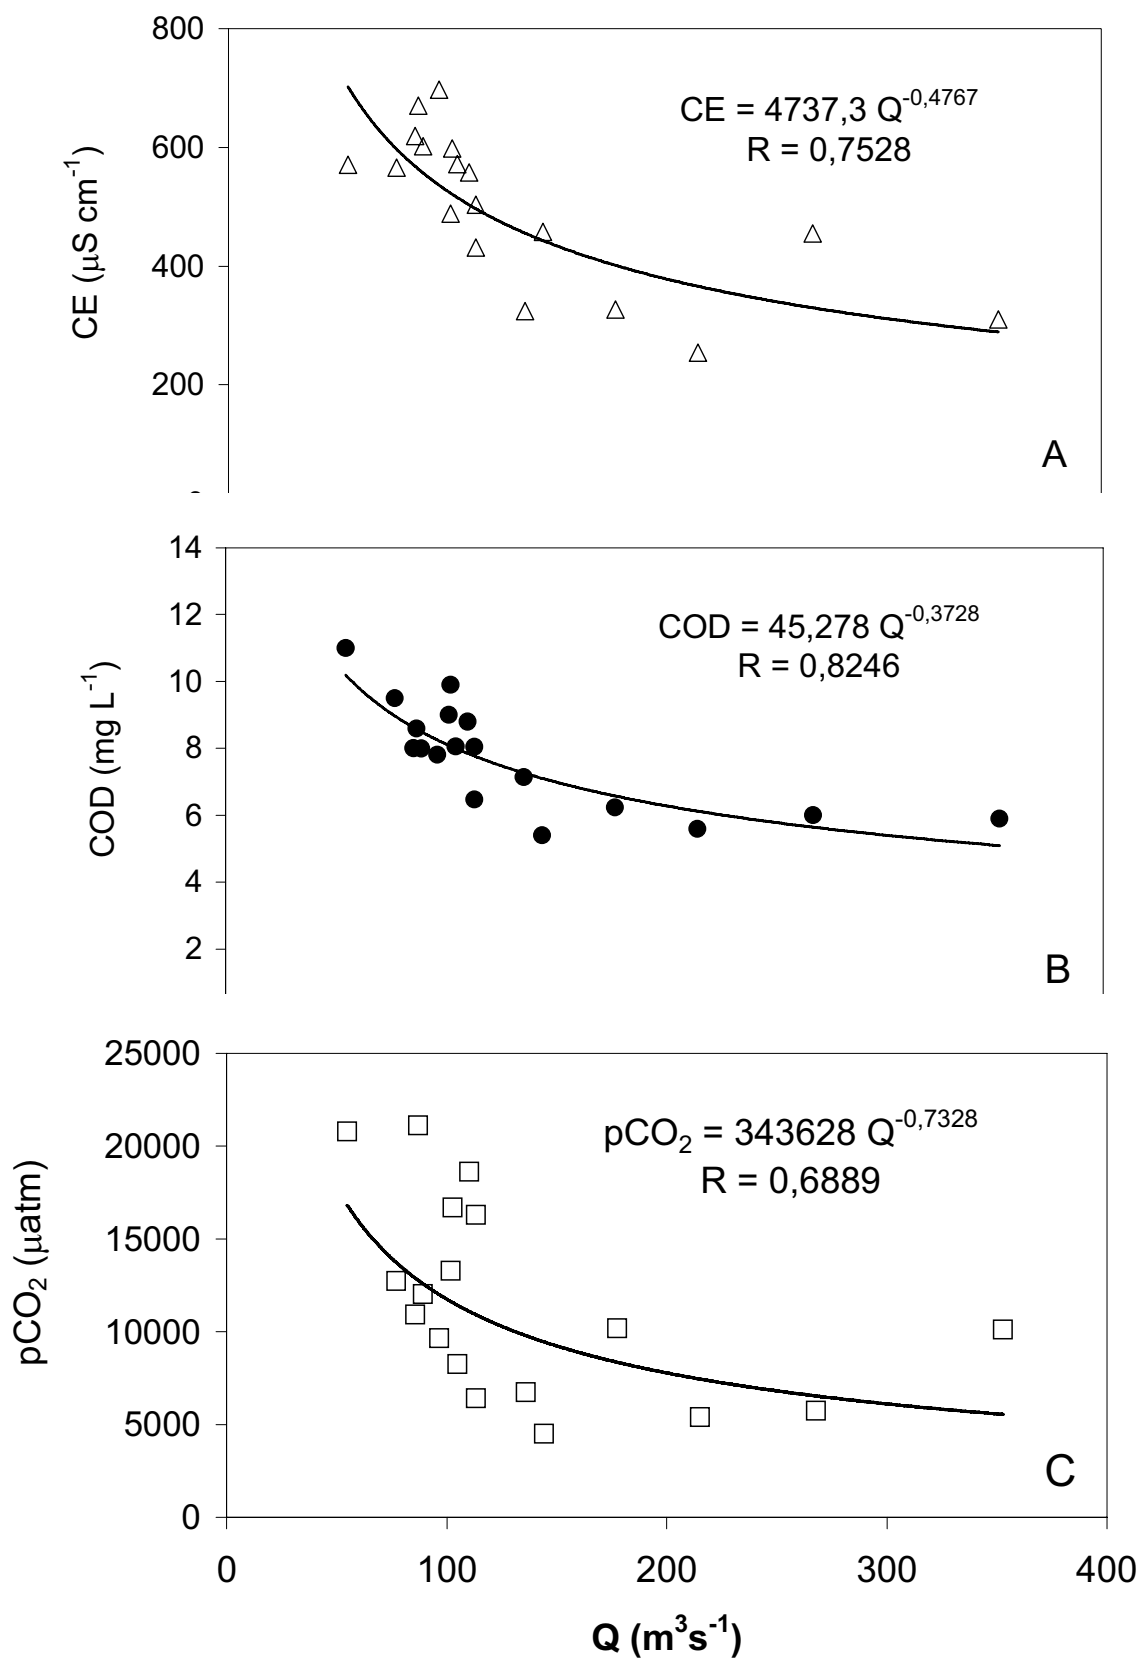 800
600
400
200
CE (μS cm⁻¹)
CE = 4737,3 Q⁻⁰,⁴⁷⁶⁷
R = 0,7528
A
14
12
10
8
6
4
2
COD (mg L⁻¹)
COD = 45,278 Q⁻⁰,³⁷²⁸
R = 0,8246
B
25000
20000
15000
10000
5000
0
pCO₂ (μatm)
pCO₂ = 343628 Q⁻⁰,⁷³²⁸
R = 0,6889
C
0 100 200 300 400
Q (m³s⁻¹)